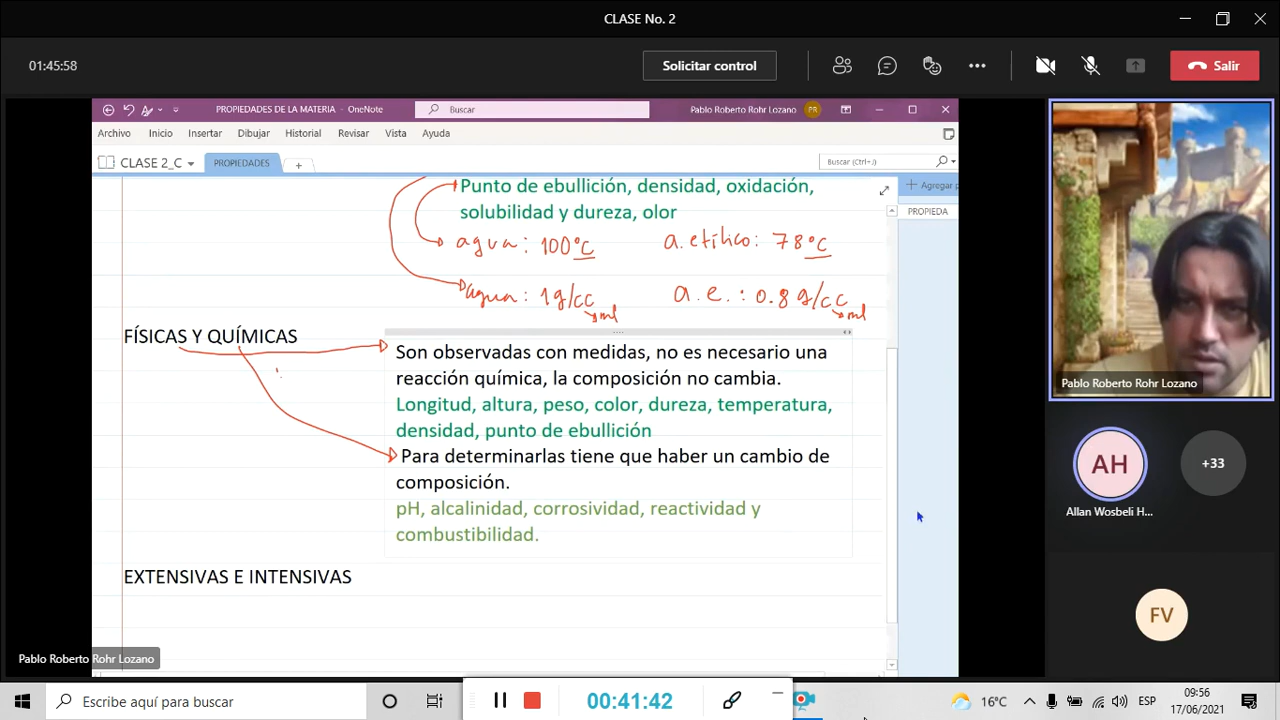 CLASE No. 2
01:45:58
Solicitar control
Salir
PROPIEDADES DE LA MATERIA - OneNote
Buscar
Pablo Roberto Rohr Lozano
PR
Archivo Inicio Insertar Dibujar Historial Revisar Vista Ayuda
CLASE 2_C
PROPIEDADES
+
Buscar (Ctrl+)
+ Agregar p
PROPIEDA
Punto de ebullición, densidad, oxidación,
solubilidad y dureza, olor
agua: 100°C a.etílico: 78°C
agua: 1g/cc a.e.: 0.8 g/cc
ml ml
FÍSICAS Y QUÍMICAS
Son observadas con medidas, no es necesario una
reacción química, la composición no cambia.
Longitud, altura, peso, color, dureza, temperatura,
densidad, punto de ebullición
Para determinarlas tiene que haber un cambio de
composición.
pH, alcalinidad, corrosividad, reactividad y
combustibilidad.
EXTENSIVAS E INTENSIVAS
Pablo Roberto Rohr Lozano
Pablo Roberto Rohr Lozano
AH
+33
Allan Wosbeli H...
FV
Escribe aquí para buscar
00:41:42
16°C
ESP
09:56
17/06/2021